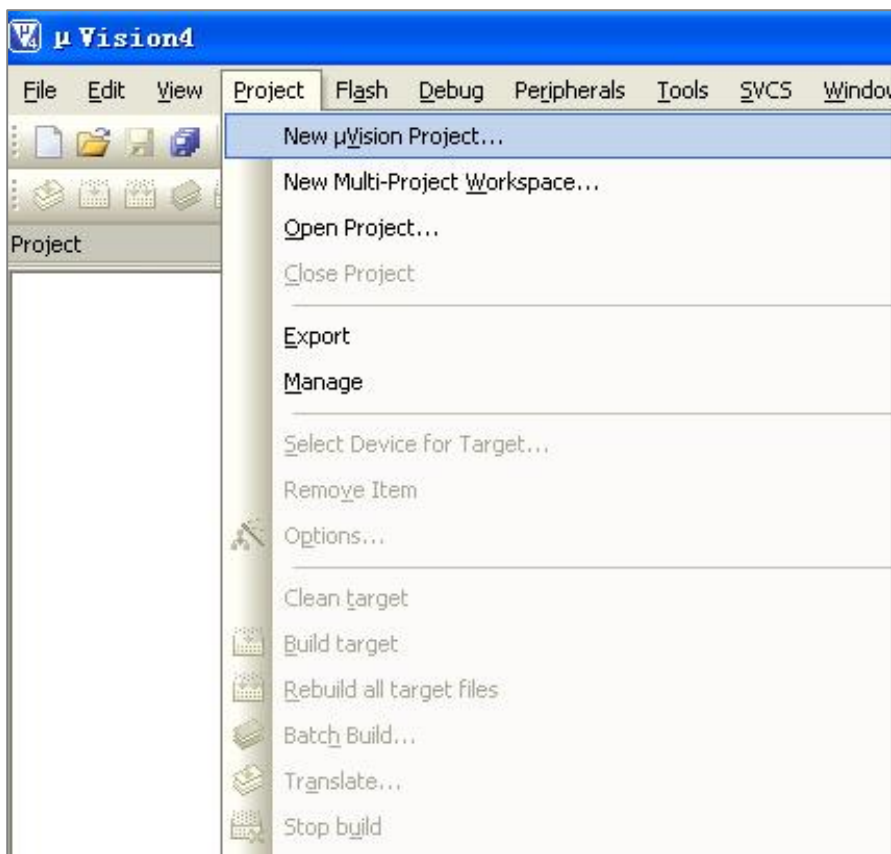 µ Vision4
File Edit View Project Flash Debug Peripherals Tools SVCS Window
New µVision Project...
New Multi-Project Workspace...
Open Project...
Project
Close Project
Export
Manage
Select Device for Target...
Remove Item
Options...
Clean target
Build target
Rebuild all target files
Batch Build...
Translate...
Stop build